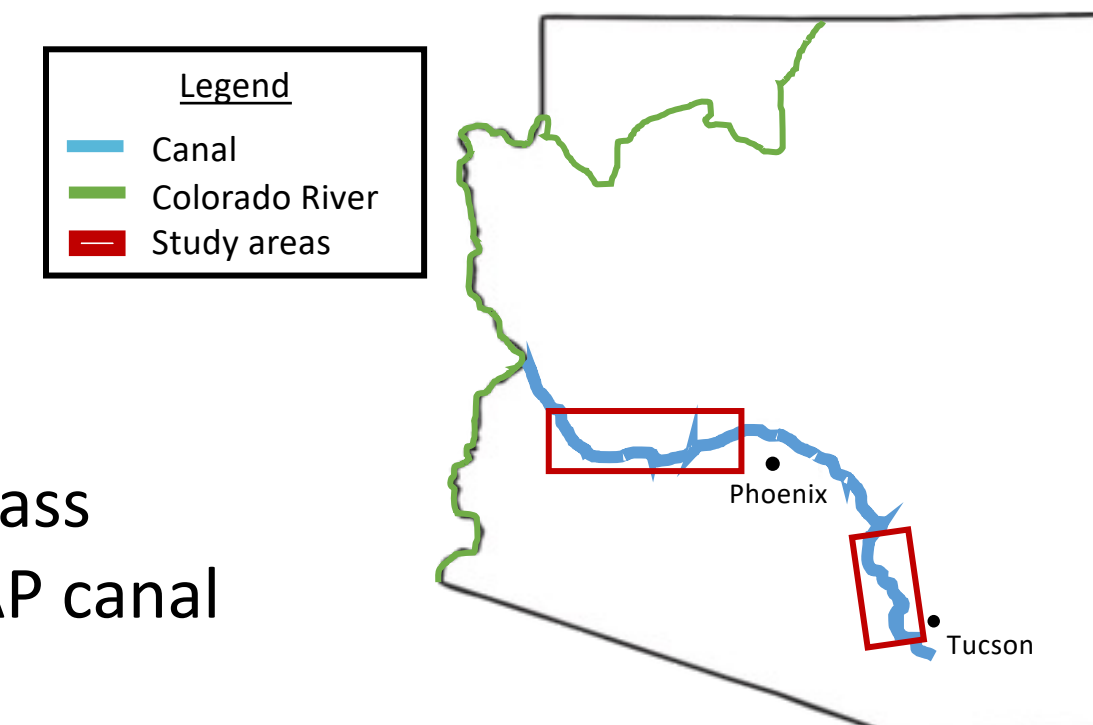 Legend
Canal
Colorado River
Study areas
Phoenix
Tucson
ass
AP canal